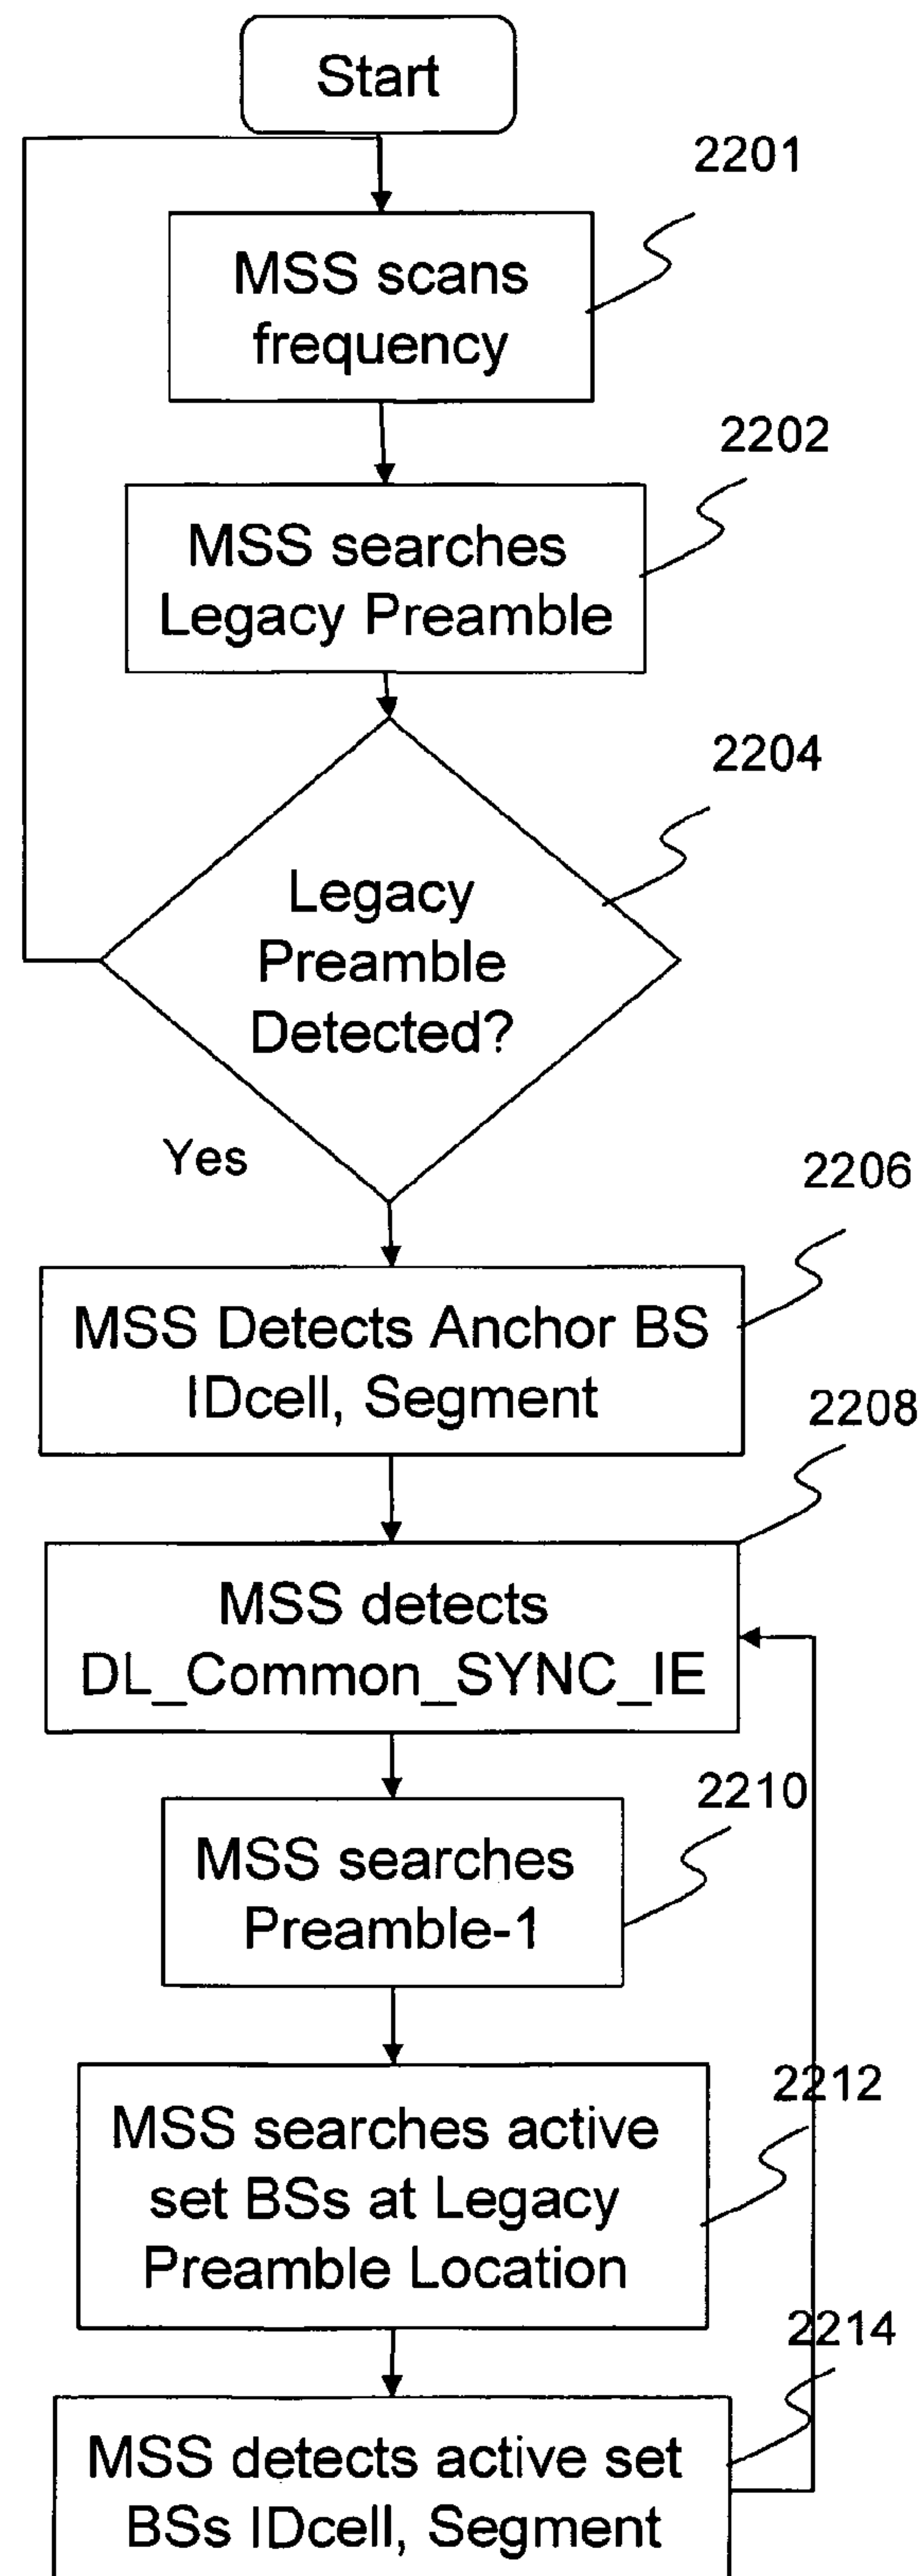 Start
2201
MSS scans
frequency
2202
MSS searches
Legacy Preamble
2204
Legacy
Preamble
Detected?
Yes
2206
MSS Detects Anchor BS
IDcell, Segment
2208
MSS detects
DL_Common_SYNC_IE
2210
MSS searches
Preamble-1
2212
MSS searches active
set BSs at Legacy
Preamble Location
2214
MSS detects active set
BSs IDcell, Segment